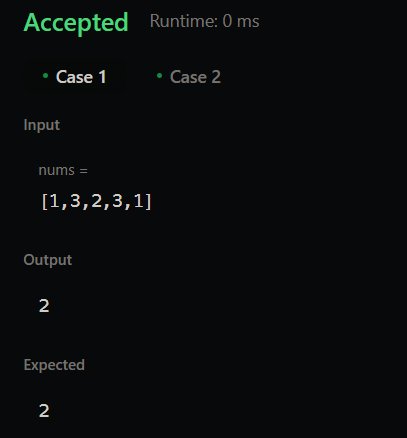 Accepted Runtime: 0 ms
• Case 1 • Case 2
Input
nums =
[1,3,2,3,1]
Output
2
Expected
2